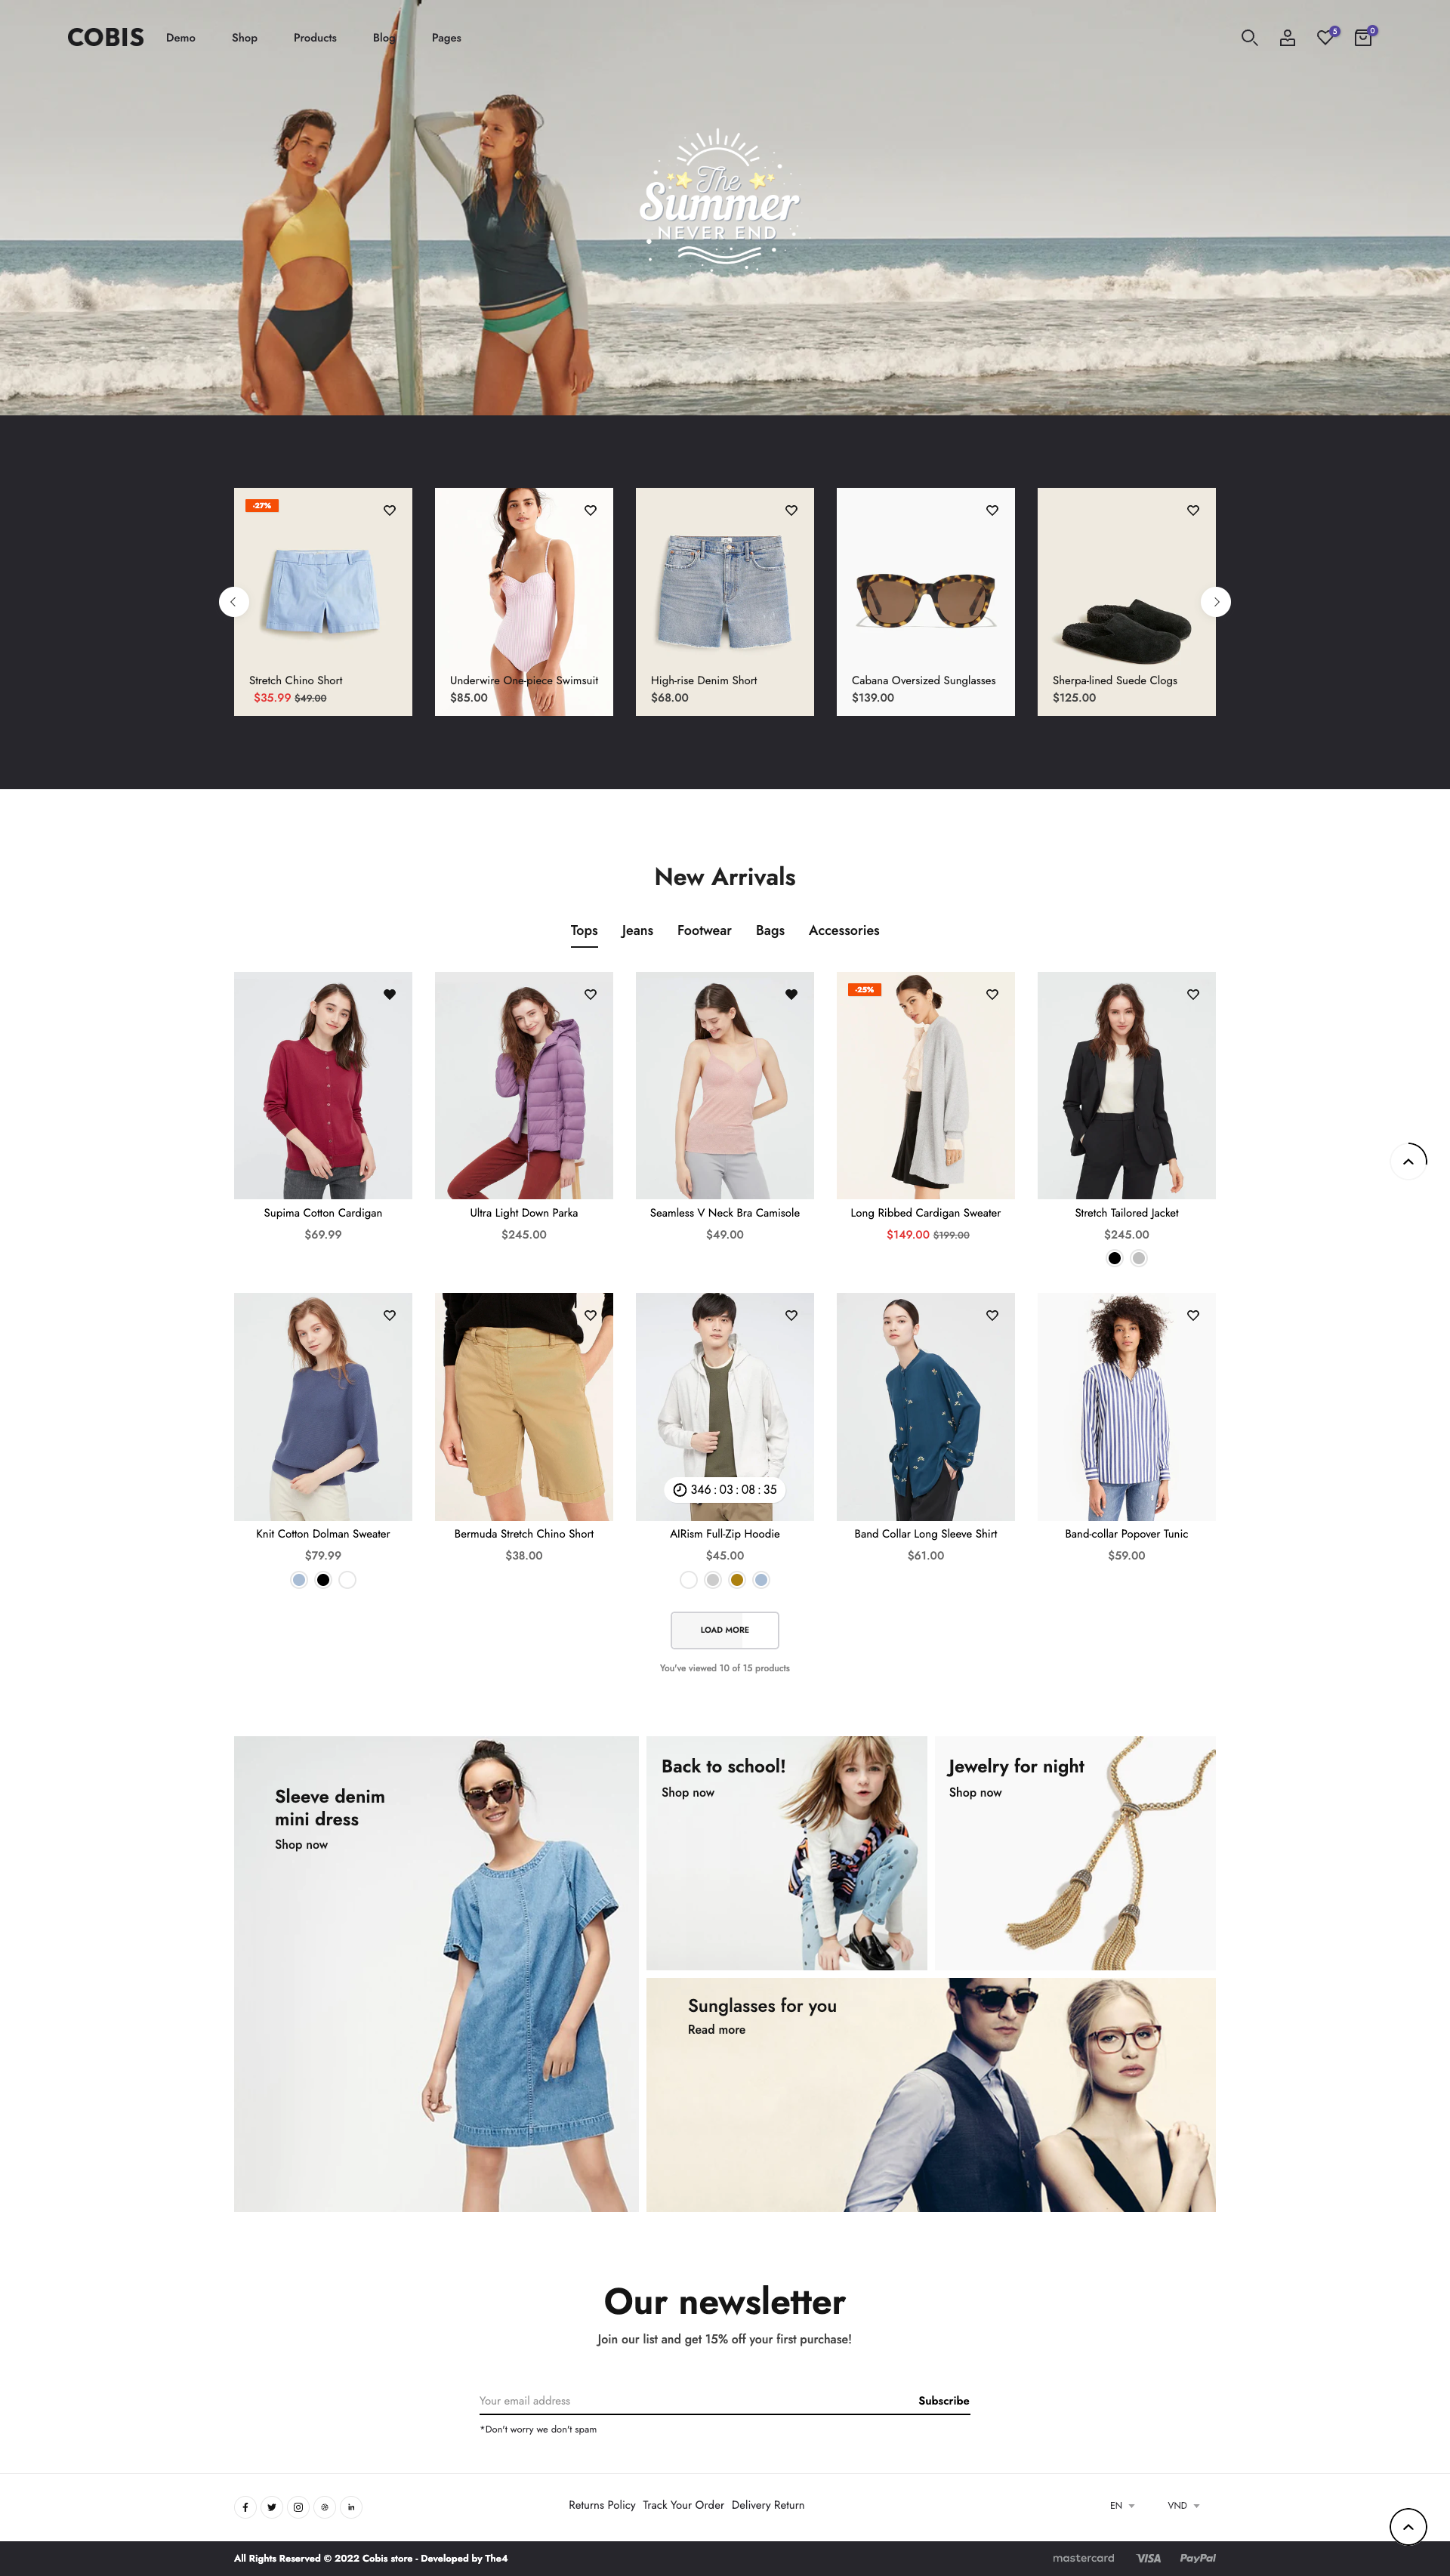 COBIS
Demo
Shop
Products
Blog
Pages
5
0
The
Summer
NEVER END
-27%
Stretch Chino Short
$35.99 $49.00
Underwire One-piece Swimsuit
$85.00
High-rise Denim Short
$68.00
Cabana Oversized Sunglasses
$139.00
Sherpa-lined Suede Clogs
$125.00
New Arrivals
Tops
Jeans
Footwear
Bags
Accessories
-25%
Supima Cotton Cardigan
$69.99
Ultra Light Down Parka
$245.00
Seamless V Neck Bra Camisole
$49.00
Long Ribbed Cardigan Sweater
$149.00 $199.00
Stretch Tailored Jacket
$245.00
346 : 03 : 08 : 35
Knit Cotton Dolman Sweater
$79.99
Bermuda Stretch Chino Short
$38.00
AIRism Full-Zip Hoodie
$45.00
Band Collar Long Sleeve Shirt
$61.00
Band-collar Popover Tunic
$59.00
LOAD MORE
You've viewed 10 of 15 products
Sleeve denim
mini dress
Shop now
Back to school!
Shop now
Jewelry for night
Shop now
Sunglasses for you
Read more
Our newsletter
Join our list and get 15% off your first purchase!
Your email address
Subscribe
*Don't worry we don't spam
Returns Policy
Track Your Order
Delivery Return
EN
VND
All Rights Reserved © 2022 Cobis store - Developed by The4
mastercard
VISA
PayPal